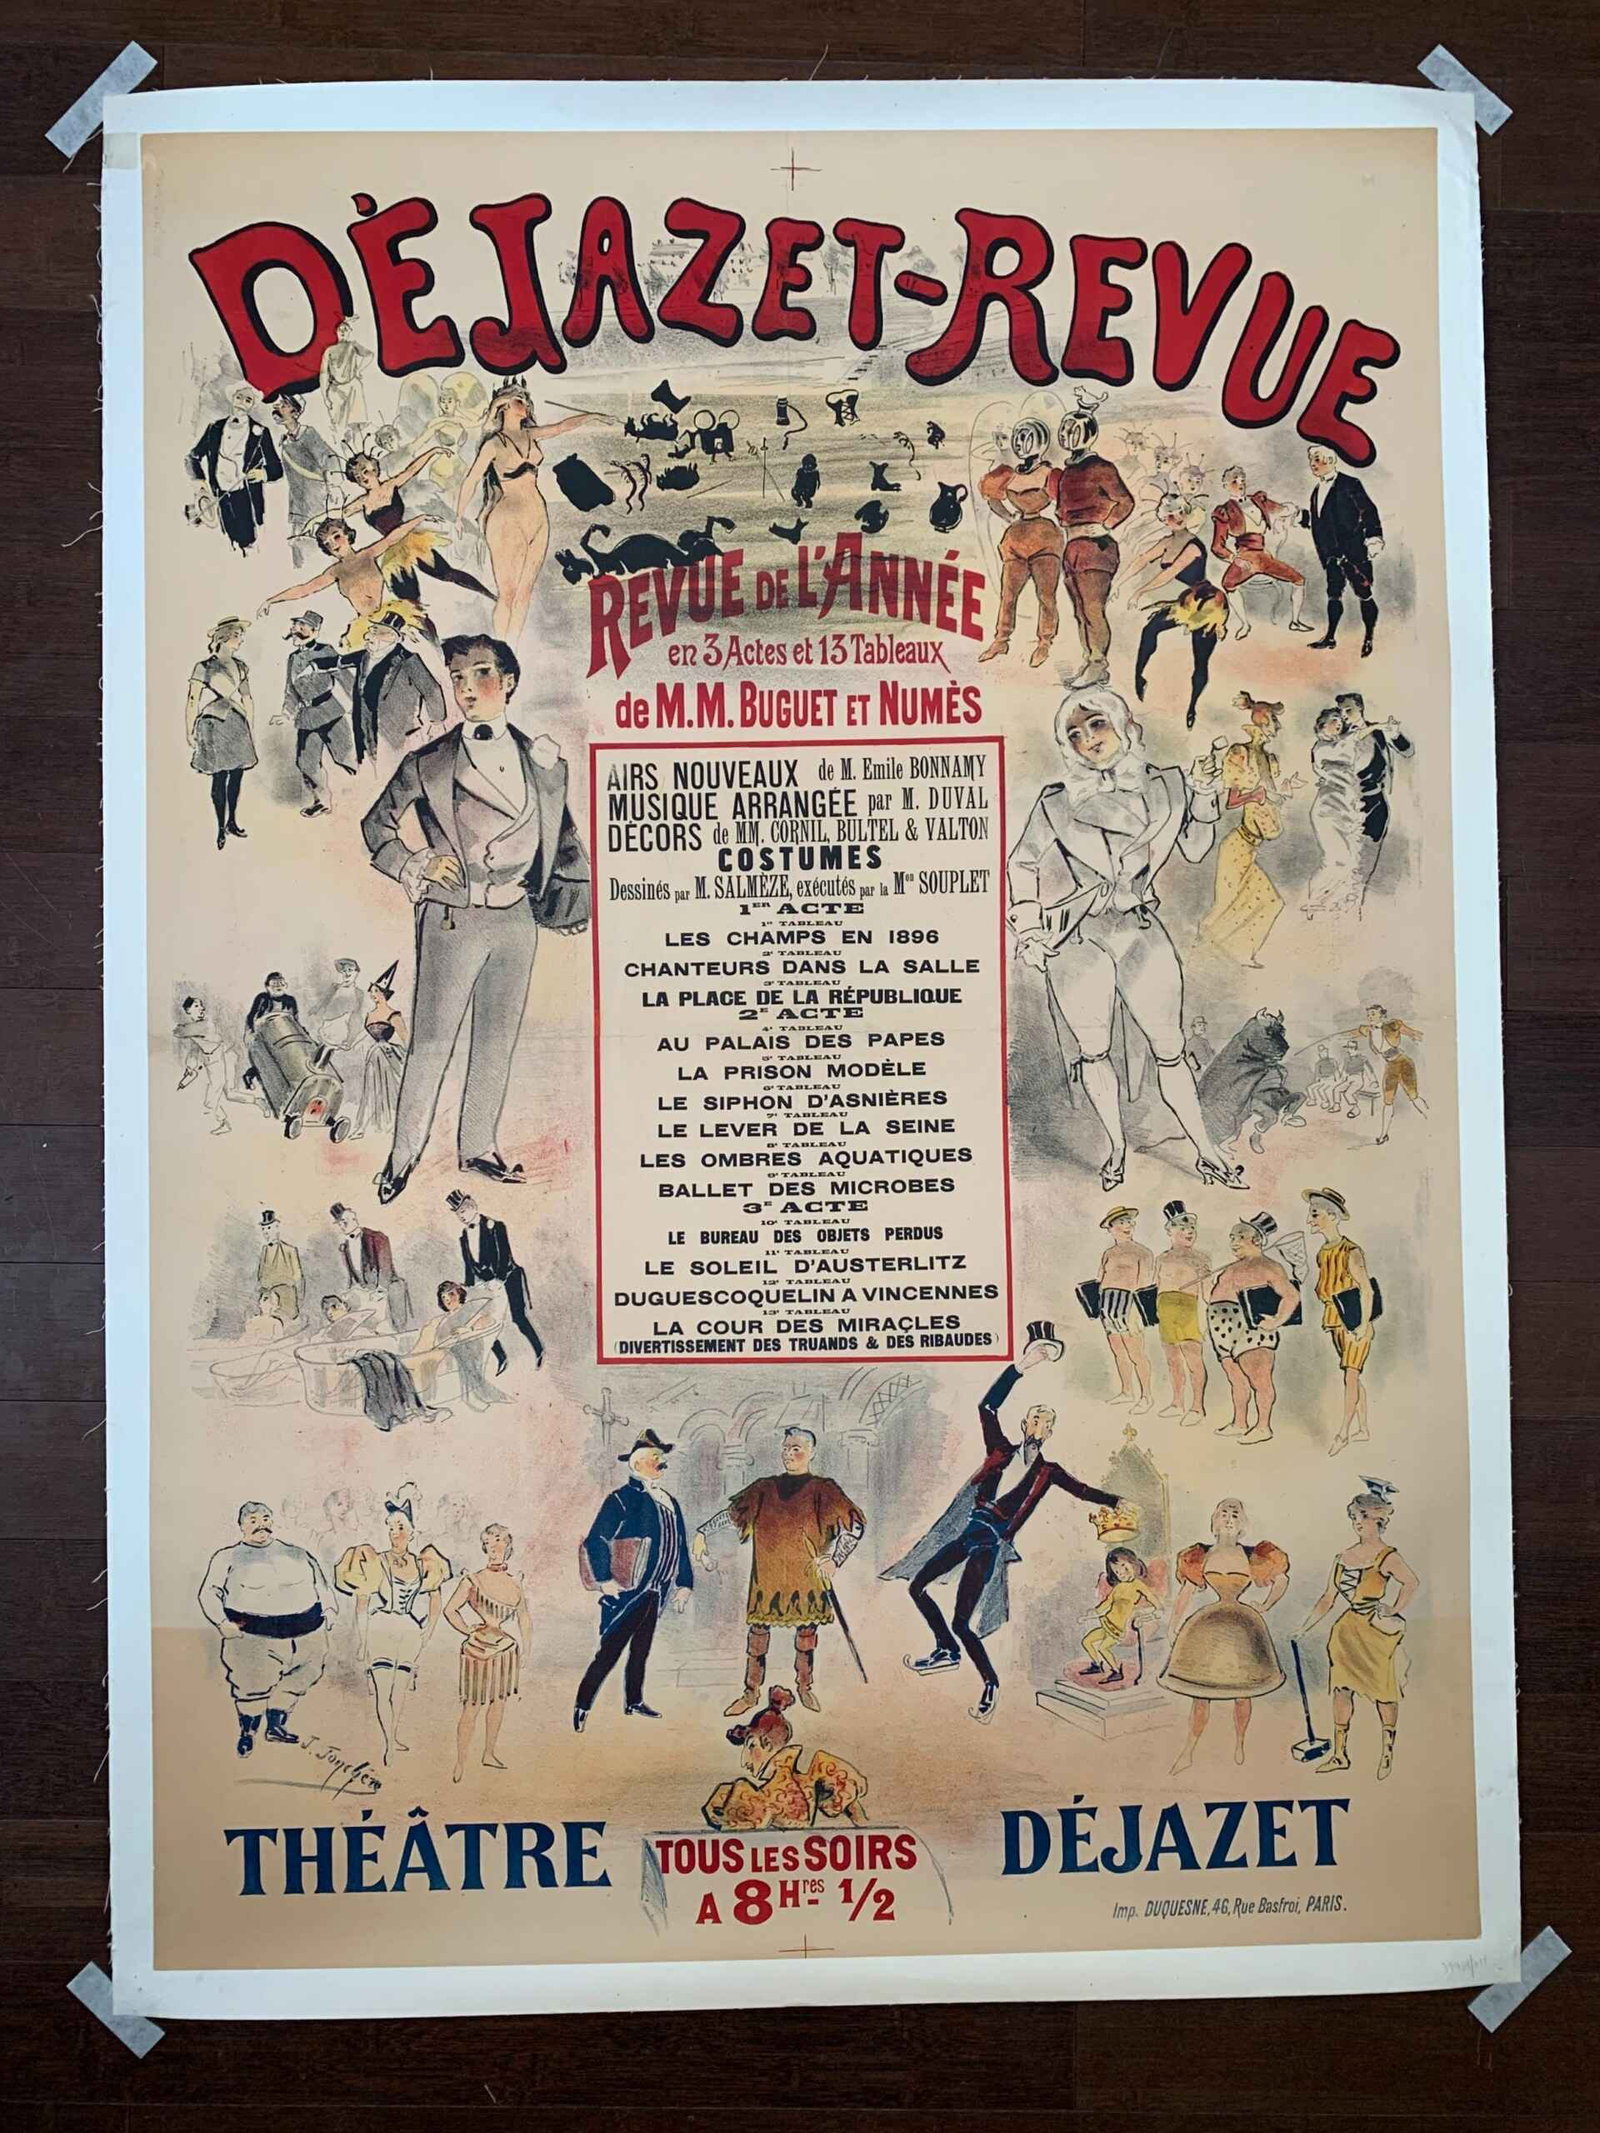 DÉJAZET-REVUE
REVUE DE L'ANNÉE
en 3 Actes et 13 Tableaux
de M.M. BUGUET ET NUMÈS
AIRS NOUVEAUX de M. Emile BONNAMY
MUSIQUE ARRANGÉE par M. DUVAL
DÉCORS de MM. CORNIL, BULTEL & VALTON
COSTUMES
Dessinés par M. SALMÈZE, exécutés par la Mon SOUPLET
1ER ACTE
1er TABLEAU
LES CHAMPS EN 1896
2e TABLEAU
CHANTEURS DANS LA SALLE
3e TABLEAU
LA PLACE DE LA RÉPUBLIQUE
2E ACTE
4e TABLEAU
AU PALAIS DES PAPES
5e TABLEAU
LA PRISON MODÈLE
6e TABLEAU
LE SIPHON D'ASNIÈRES
7e TABLEAU
LE LEVER DE LA SEINE
8e TABLEAU
LES OMBRES AQUATIQUES
9e TABLEAU
BALLET DES MICROBES
3E ACTE
10e TABLEAU
LE BUREAU DES OBJETS PERDUS
11e TABLEAU
LE SOLEIL D'AUSTERLITZ
12e TABLEAU
DUGUESCOQUELIN A VINCENNES
13e TABLEAU
LA COUR DES MIRACLES
(DIVERTISSEMENT DES TRUANDS & DES RIBAUDES)
THÉÂTRE DÉJAZET
TOUS LES SOIRS
A 8 Hres 1/2
Imp. DUQUESNE, 46, Rue Basfroi, PARIS.